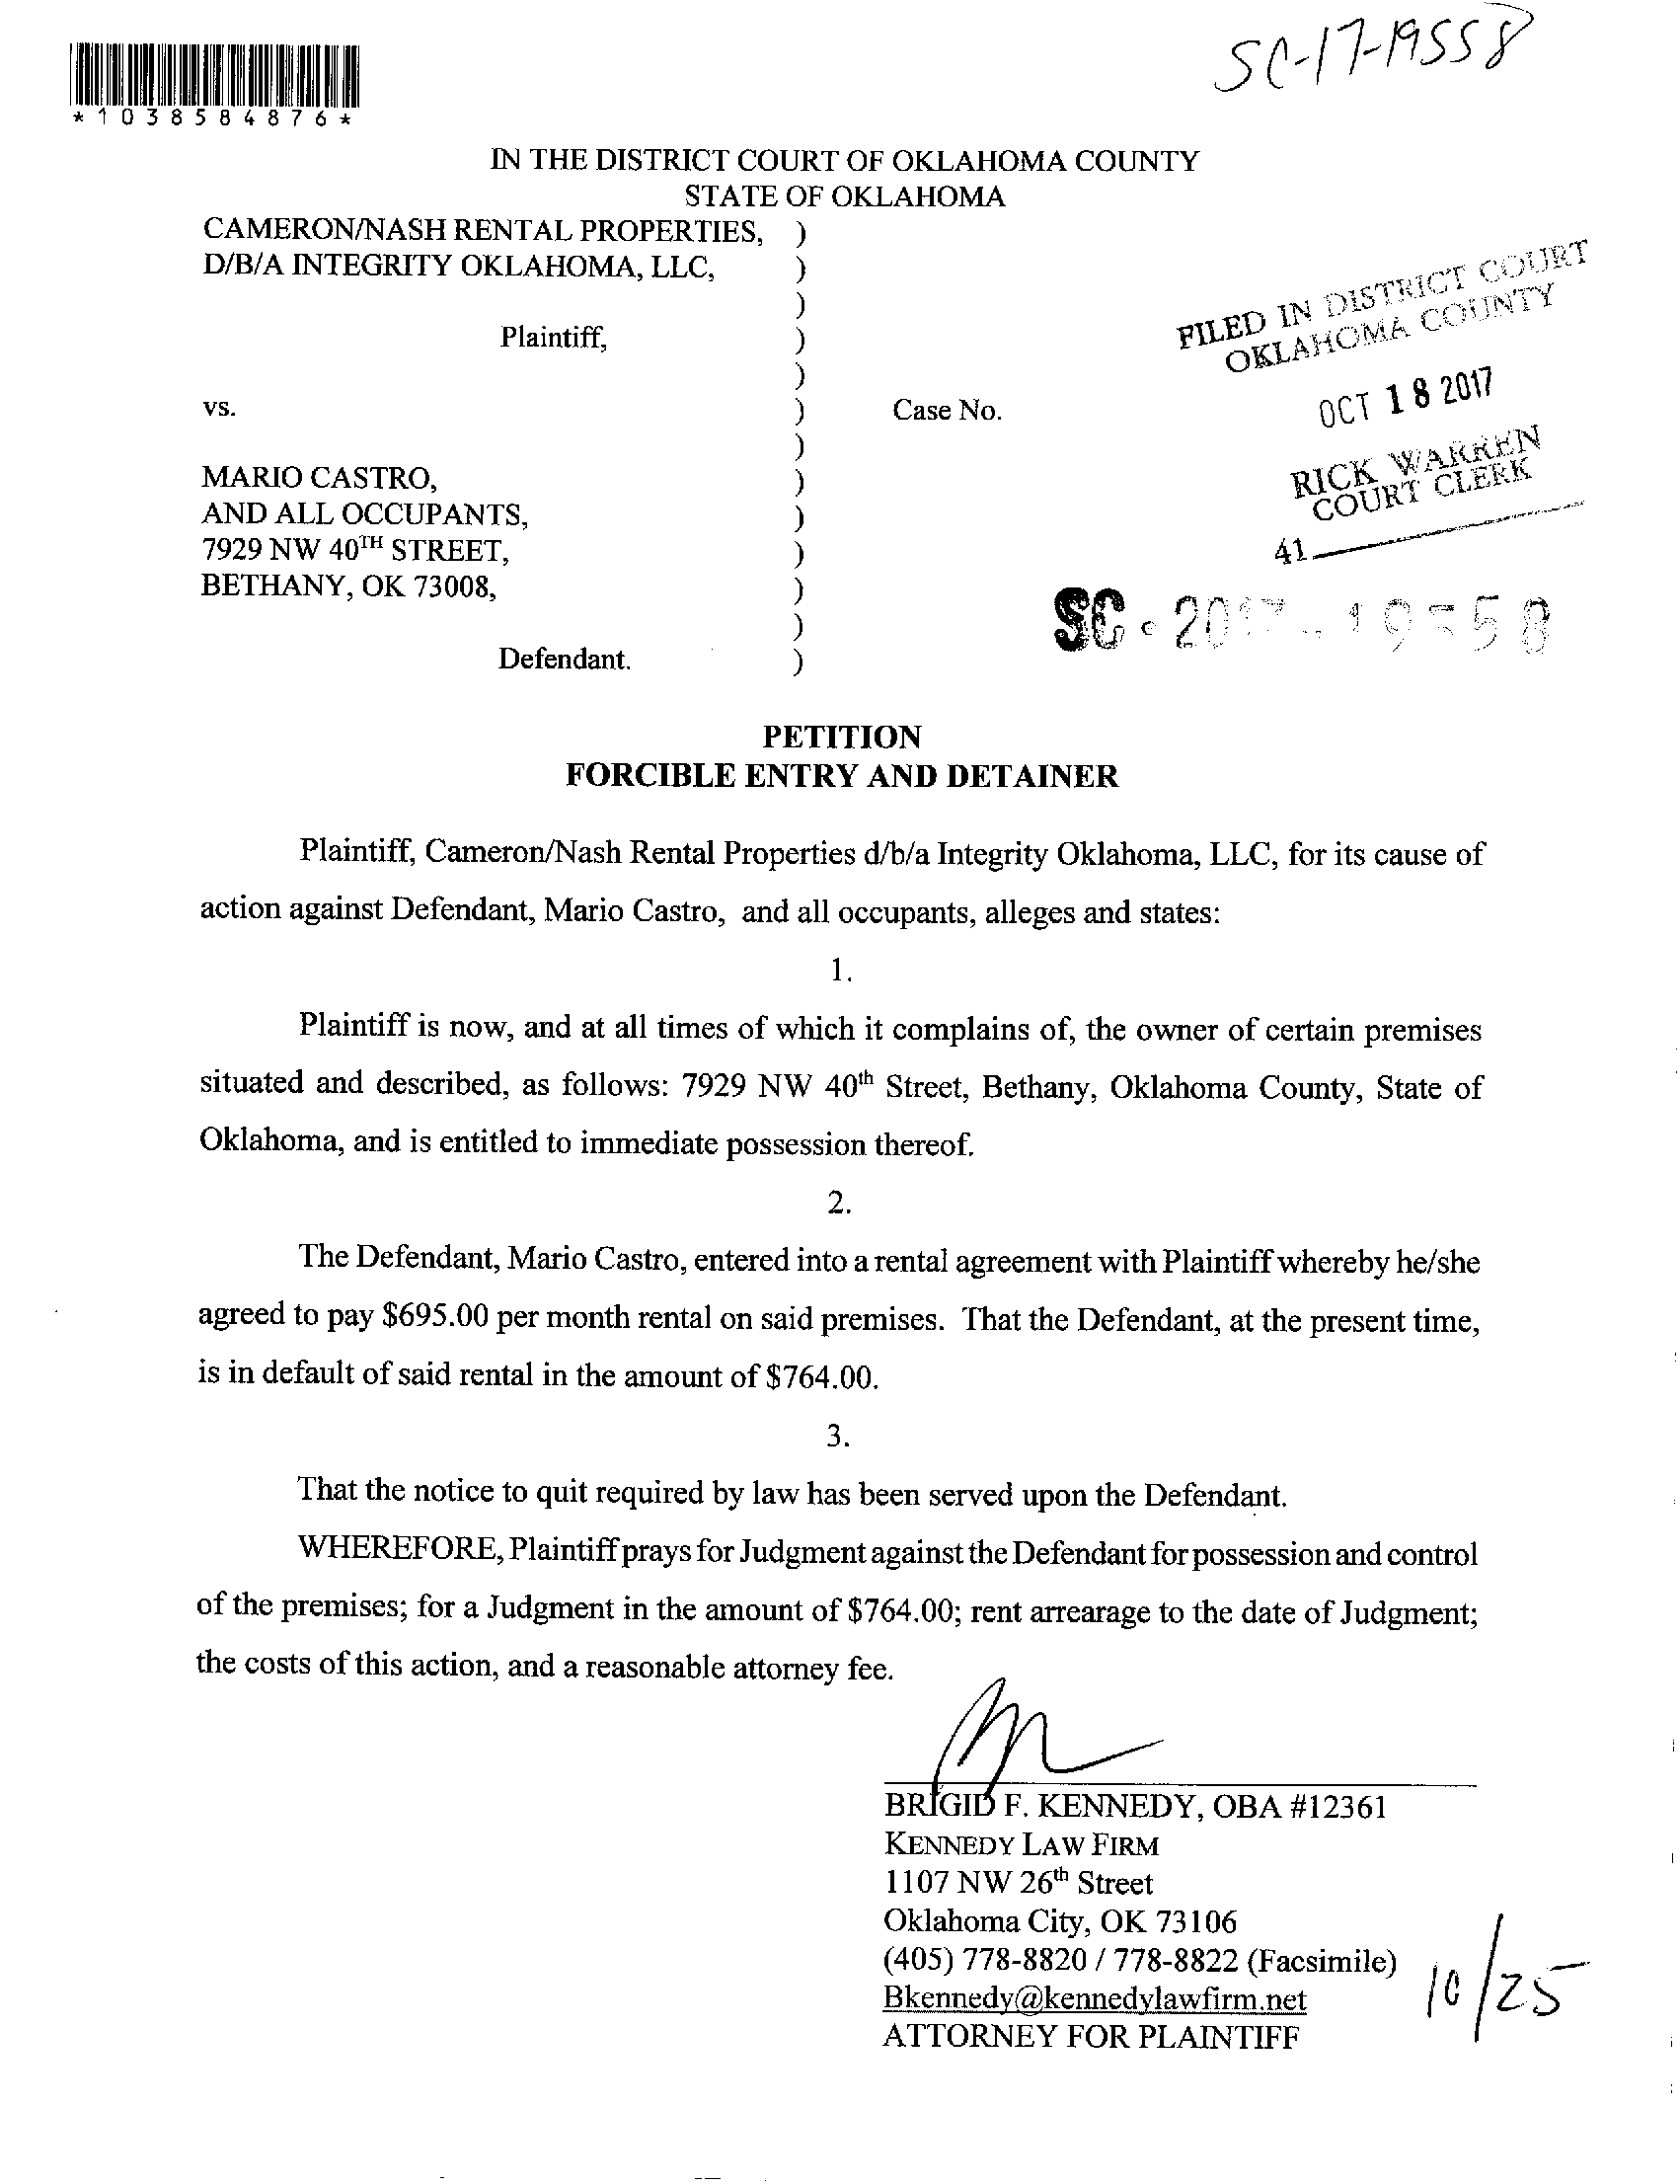 SC-17-19558
*1038584876*
IN THE DISTRICT COURT OF OKLAHOMA COUNTY
STATE OF OKLAHOMA
CAMERON/NASH RENTAL PROPERTIES, )
D/B/A INTEGRITY OKLAHOMA, LLC, )
)
Plaintiff, )
)
vs. ) Case No.
)
MARIO CASTRO, )
AND ALL OCCUPANTS, )
7929 NW 40TH STREET, )
BETHANY, OK 73008, )
)
Defendant. )
FILED IN DISTRICT COURT
OKLAHOMA COUNTY
OCT 18 2017
RICK WARREN
COURT CLERK
41
SC - 2017 - 19558
PETITION
FORCIBLE ENTRY AND DETAINER
Plaintiff, Cameron/Nash Rental Properties d/b/a Integrity Oklahoma, LLC, for its cause of
action against Defendant, Mario Castro, and all occupants, alleges and states:
1.
Plaintiff is now, and at all times of which it complains of, the owner of certain premises
situated and described, as follows: 7929 NW 40th Street, Bethany, Oklahoma County, State of
Oklahoma, and is entitled to immediate possession thereof.
2.
The Defendant, Mario Castro, entered into a rental agreement with Plaintiff whereby he/she
agreed to pay $695.00 per month rental on said premises. That the Defendant, at the present time,
is in default of said rental in the amount of $764.00.
3.
That the notice to quit required by law has been served upon the Defendant.
WHEREFORE, Plaintiff prays for Judgment against the Defendant for possession and control
of the premises; for a Judgment in the amount of $764.00; rent arrearage to the date of Judgment;
the costs of this action, and a reasonable attorney fee.
BRIGID F. KENNEDY, OBA #12361
KENNEDY LAW FIRM
1107 NW 26th Street
Oklahoma City, OK 73106
(405) 778-8820 / 778-8822 (Facsimile)
Bkennedy@kennedylawfirm.net
ATTORNEY FOR PLAINTIFF
10/25